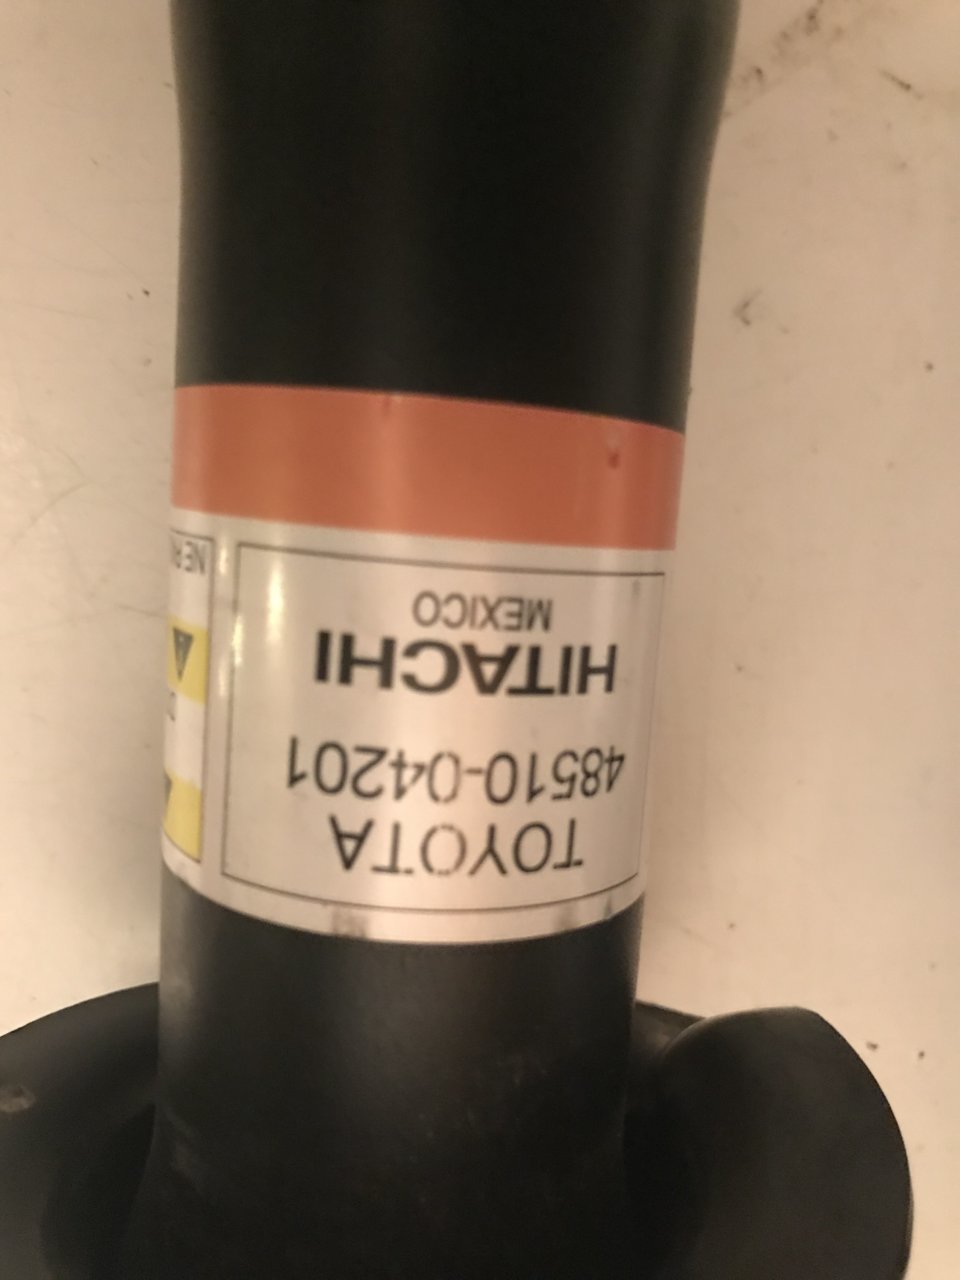 TOYOTA
48510-04201
HITACHI
MEXICO